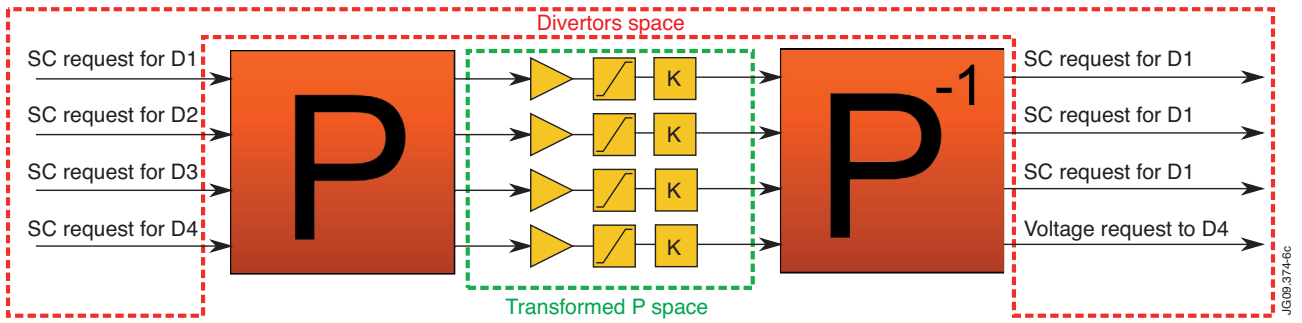 Divertors space
SC request for D1
SC request for D2
SC request for D3
SC request for D4
P
K
K
K
K
P-1
SC request for D1
SC request for D1
SC request for D1
Voltage request to D4
Transformed P space
JG09.374-6c